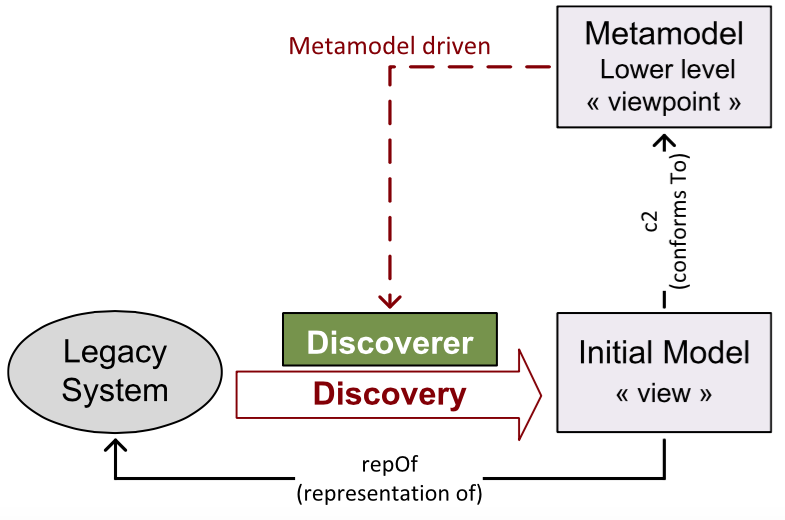 Metamodel
Lower level
« viewpoint »
Metamodel driven
c2
(conforms To)
Legacy
System
Discoverer
Discovery
Initial Model
« view »
repOf
(representation of)